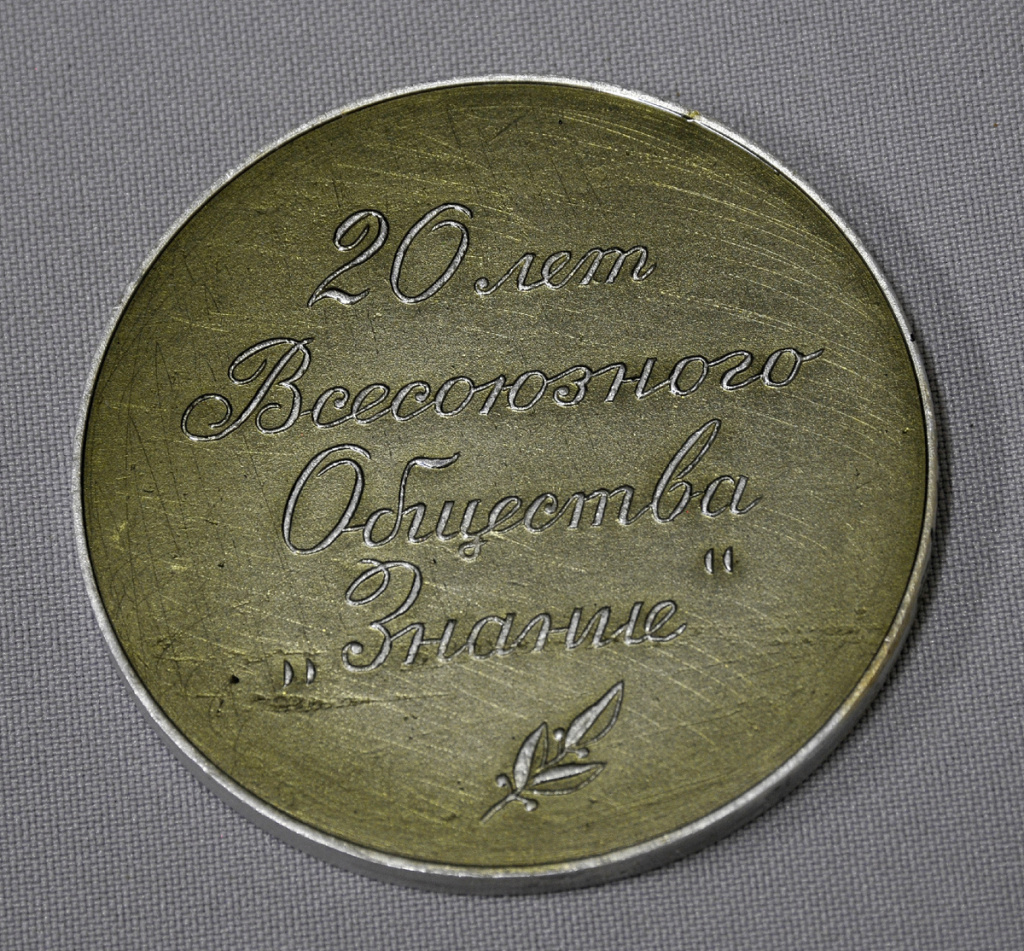 20 лет
Всесоюзного
Общества
„Знание"